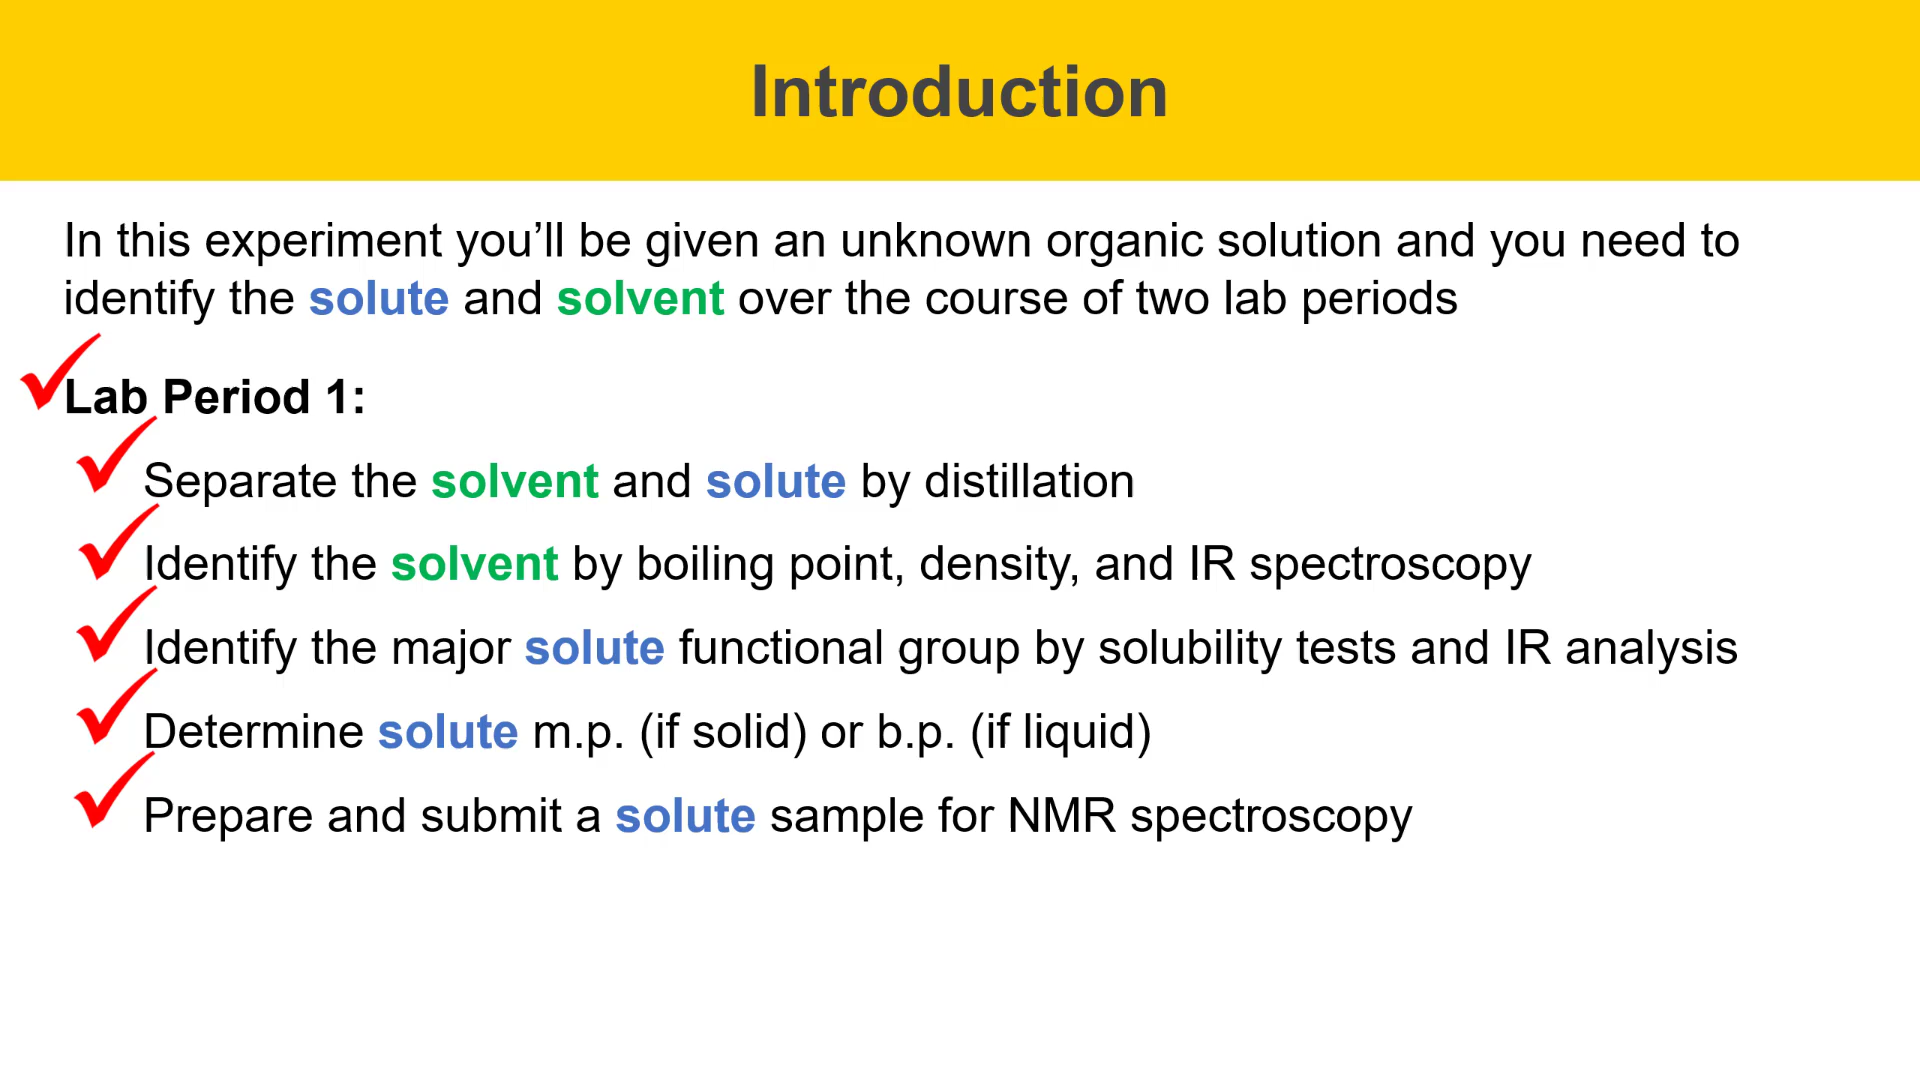 Introduction
In this experiment you’ll be given an unknown organic solution and you need to
identify the solute and solvent over the course of two lab periods
Lab Period 1:
Separate the solvent and solute by distillation
Identify the solvent by boiling point, density, and IR spectroscopy
Identify the major solute functional group by solubility tests and IR analysis
Determine solute m.p. (if solid) or b.p. (if liquid)
Prepare and submit a solute sample for NMR spectroscopy